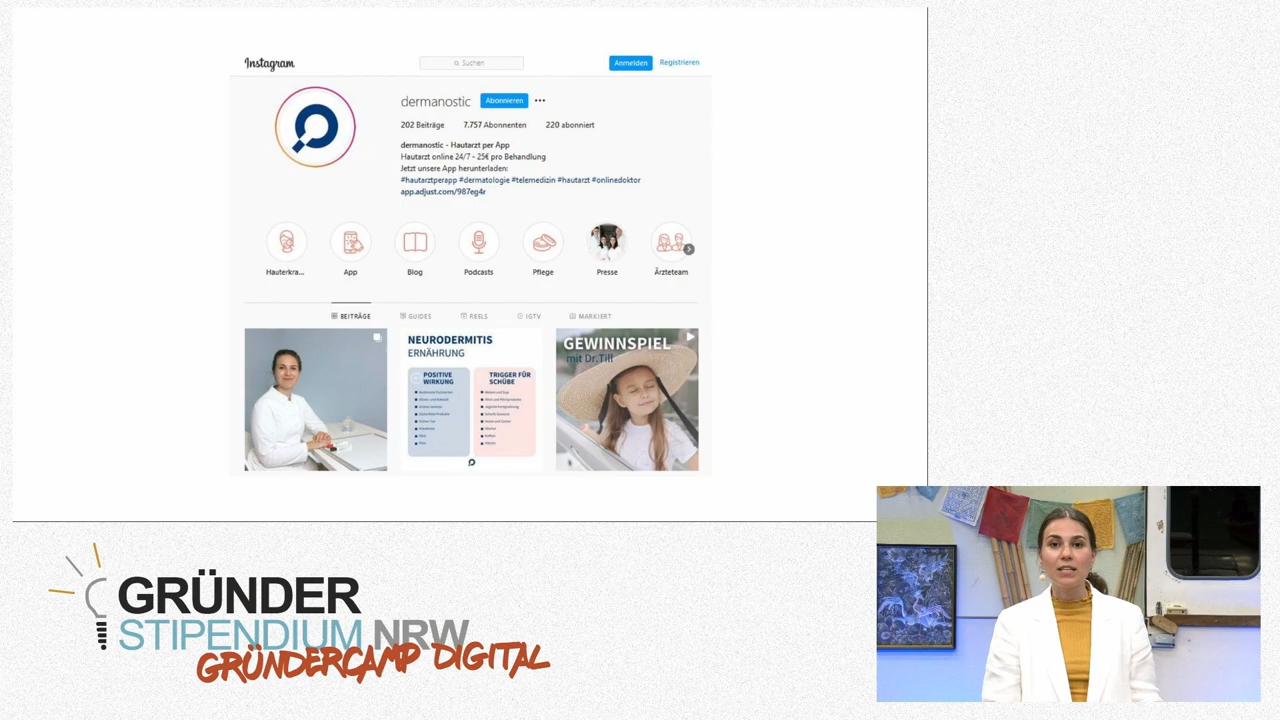 Instagram
Suchen
Anmelden
Registrieren
dermanostic
Abonnieren
202 Beiträge 7.757 Abonnenten 220 abonniert
dermanostic - Hautarzt per App
Hautarzt online 24/7 - 25€ pro Behandlung
Jetzt unsere App herunterladen:
#hautarztperapp #dermatologie #telemedizin #hautarzt #onlinedoktor
app.adjust.com/987eg4r
Hauterkra...
App
Blog
Podcasts
Pflege
Presse
Ärzteteam
BEITRÄGE
GUIDES
REELS
IGTV
MARKIERT
NEURODERMITIS
ERNÄHRUNG
POSITIVE
WIRKUNG
TRIGGER FÜR
SCHÜBE
GEWINNSPIEL
mit Dr.Till
GRÜNDER
STIPENDIUM NRW
GRÜNDERCAMP DIGITAL